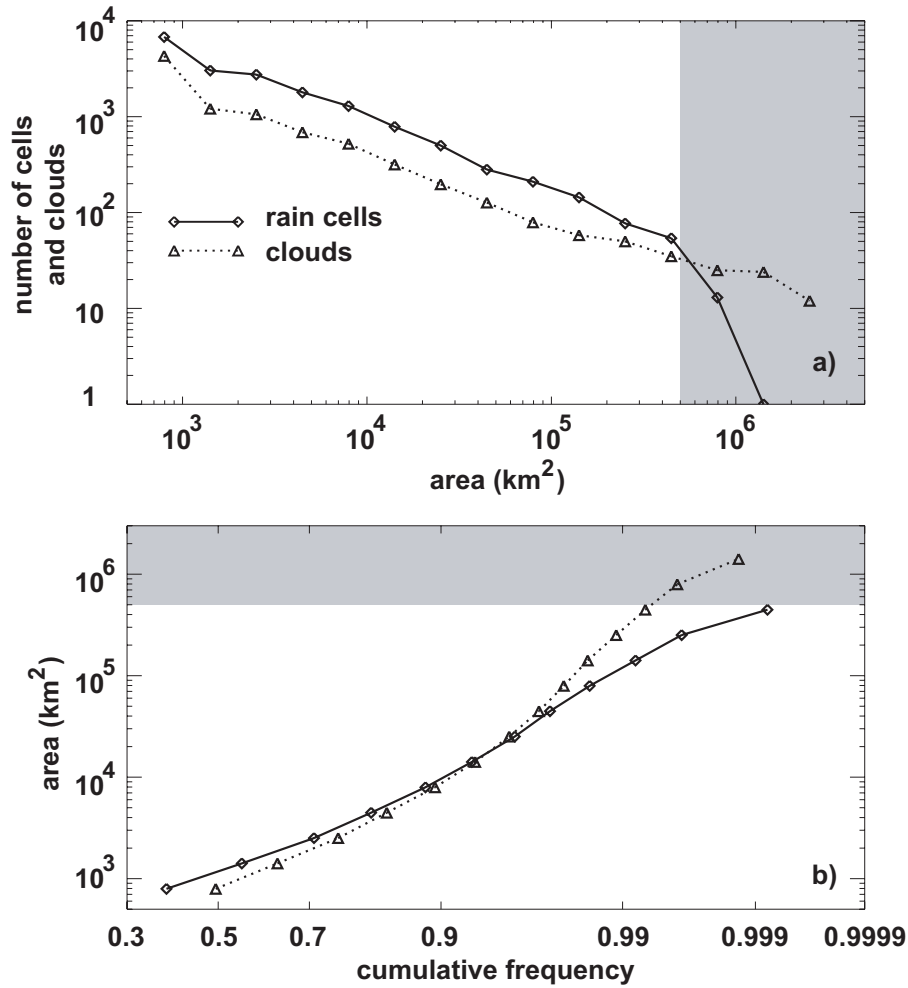 10^4
10^3
10^2
10
1
number of cells
and clouds
rain cells
clouds
a)
10^3 10^4 10^5 10^6
area (km^2)
10^6
10^5
10^4
10^3
area (km^2)
b)
0.3 0.5 0.7 0.9 0.99 0.999 0.9999
cumulative frequency